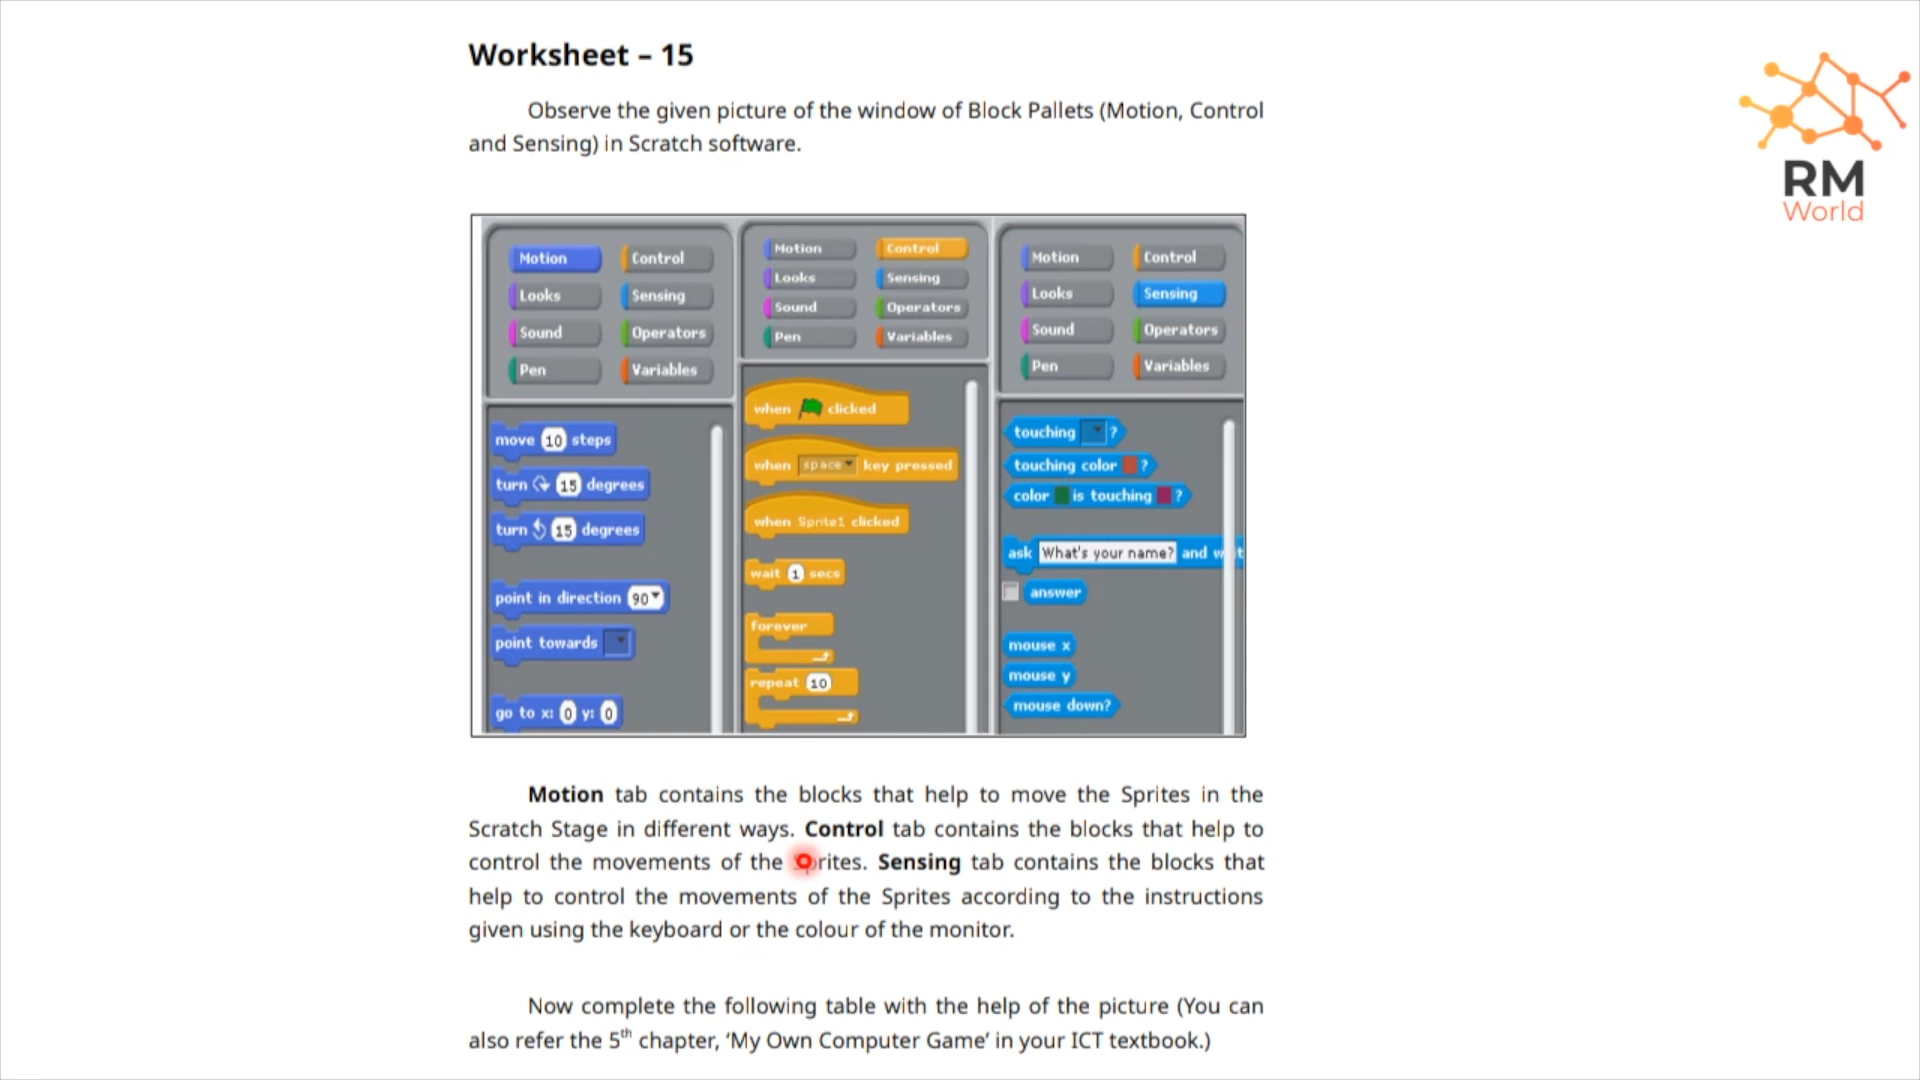 Worksheet – 15
RM
World
Observe the given picture of the window of Block Pallets (Motion, Control
and Sensing) in Scratch software.
Motion Control
Looks Sensing
Sound Operators
Pen Variables
move 10 steps
turn 15 degrees
turn 15 degrees
point in direction 90
point towards
go to x: 0 y: 0
Motion Control
Looks Sensing
Sound Operators
Pen Variables
when clicked
when space key pressed
when Sprite1 clicked
wait 1 secs
forever
repeat 10
Motion Control
Looks Sensing
Sound Operators
Pen Variables
touching ?
touching color ?
color is touching ?
ask What's your name? and
answer
mouse x
mouse y
mouse down?
Motion tab contains the blocks that help to move the Sprites in the
Scratch Stage in different ways. Control tab contains the blocks that help to
control the movements of the Sprites. Sensing tab contains the blocks that
help to control the movements of the Sprites according to the instructions
given using the keyboard or the colour of the monitor.
Now complete the following table with the help of the picture (You can
also refer the 5th chapter, ‘My Own Computer Game’ in your ICT textbook.)